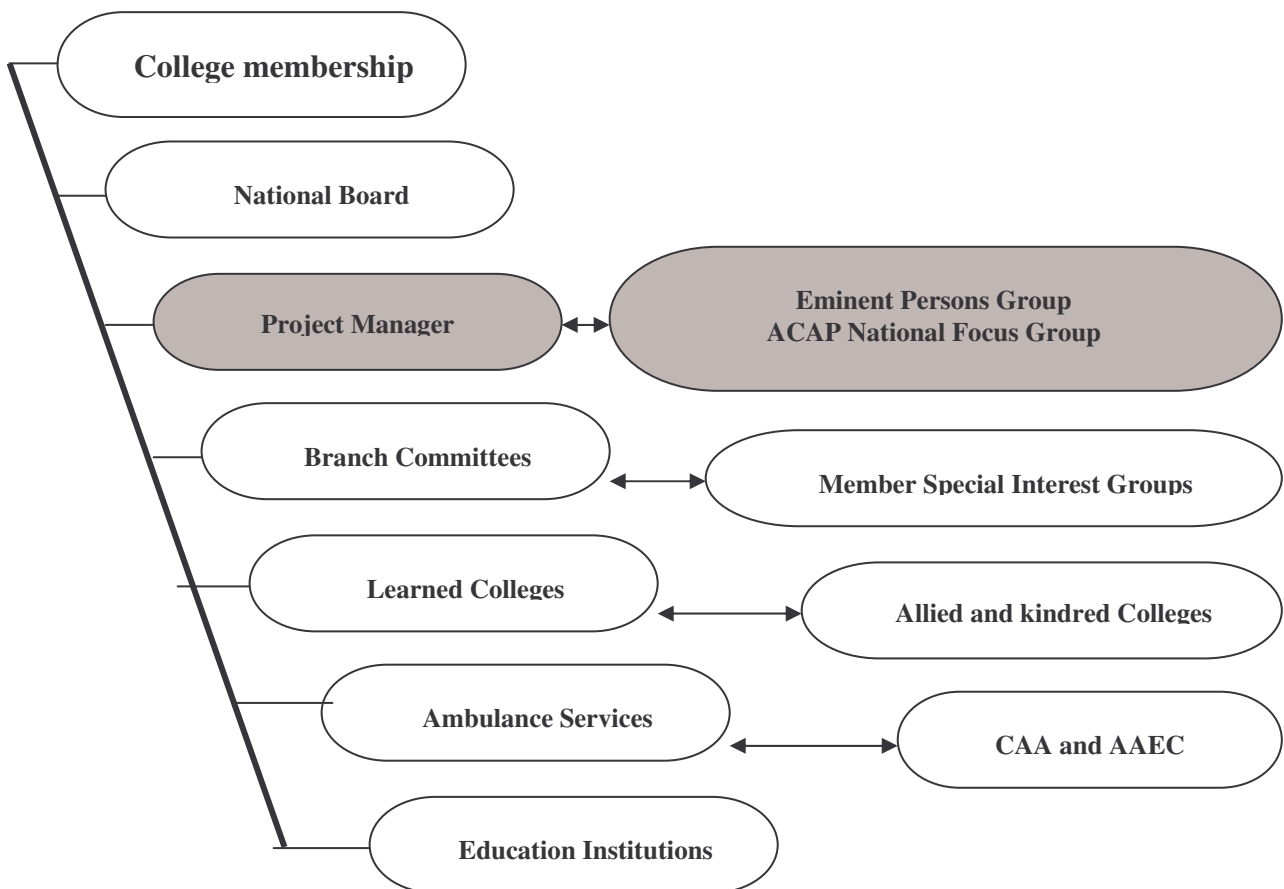 College membership
National Board
Project Manager
Eminent Persons Group
ACAP National Focus Group
Branch Committees
Member Special Interest Groups
Learned Colleges
Allied and kindred Colleges
Ambulance Services
CAA and AAEC
Education Institutions